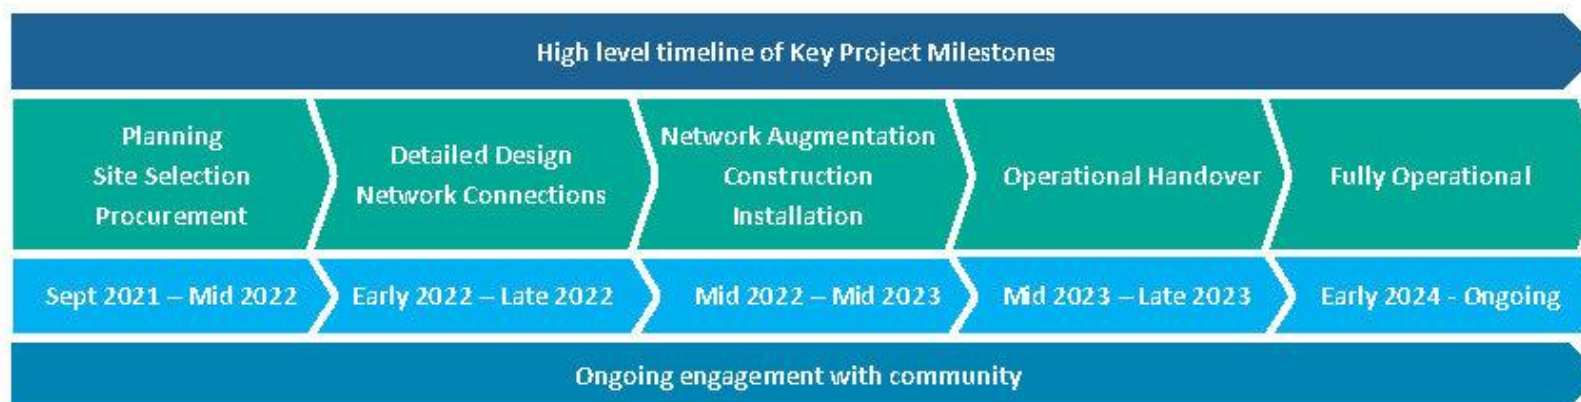 High level timeline of Key Project Milestones
Planning
Site Selection
Procurement
Detailed Design
Network Connections
Network Augmentation
Construction
Installation
Operational Handover
Fully Operational
Sept 2021 – Mid 2022
Early 2022 – Late 2022
Mid 2022 – Mid 2023
Mid 2023 – Late 2023
Early 2024 - Ongoing
Ongoing engagement with community